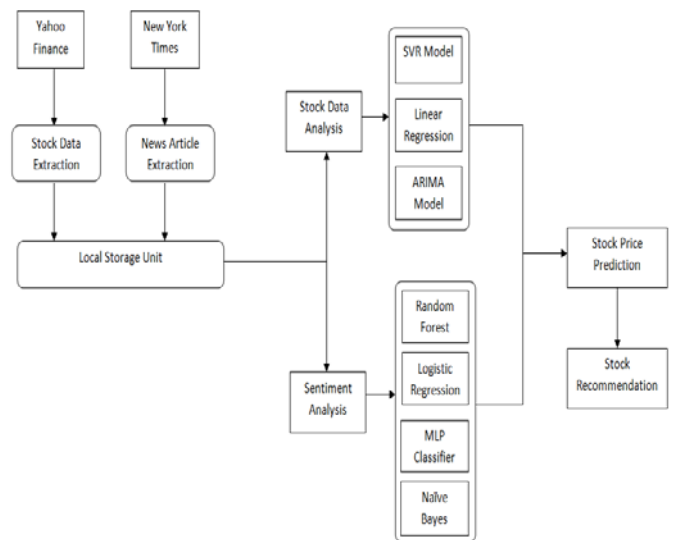 Yahoo
Finance
New York
Times
Stock Data
Extraction
News Article
Extraction
Local Storage Unit
Stock Data
Analysis
SVR Model
Linear
Regression
ARIMA
Model
Sentiment
Analysis
Random
Forest
Logistic
Regression
MLP
Classifier
Naïve
Bayes
Stock Price
Prediction
Stock
Recommendation